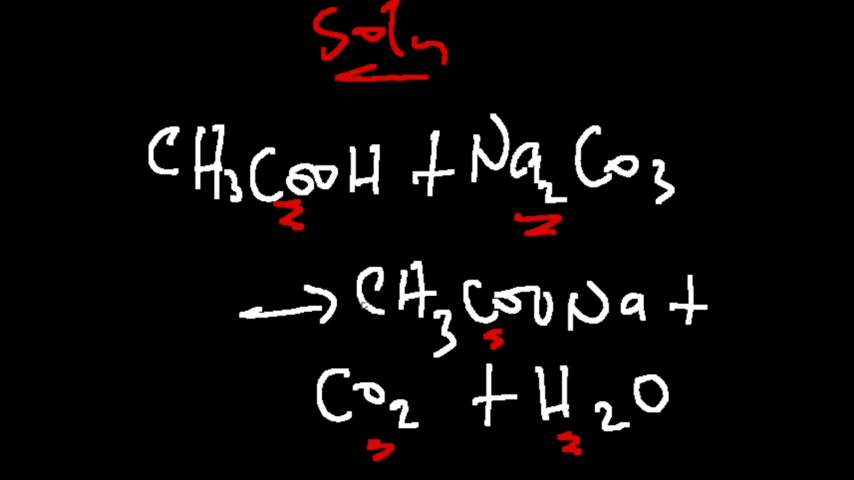 Soln
CH3COOH + Na2CO3
→ CH3COONa +
CO2 + H2O